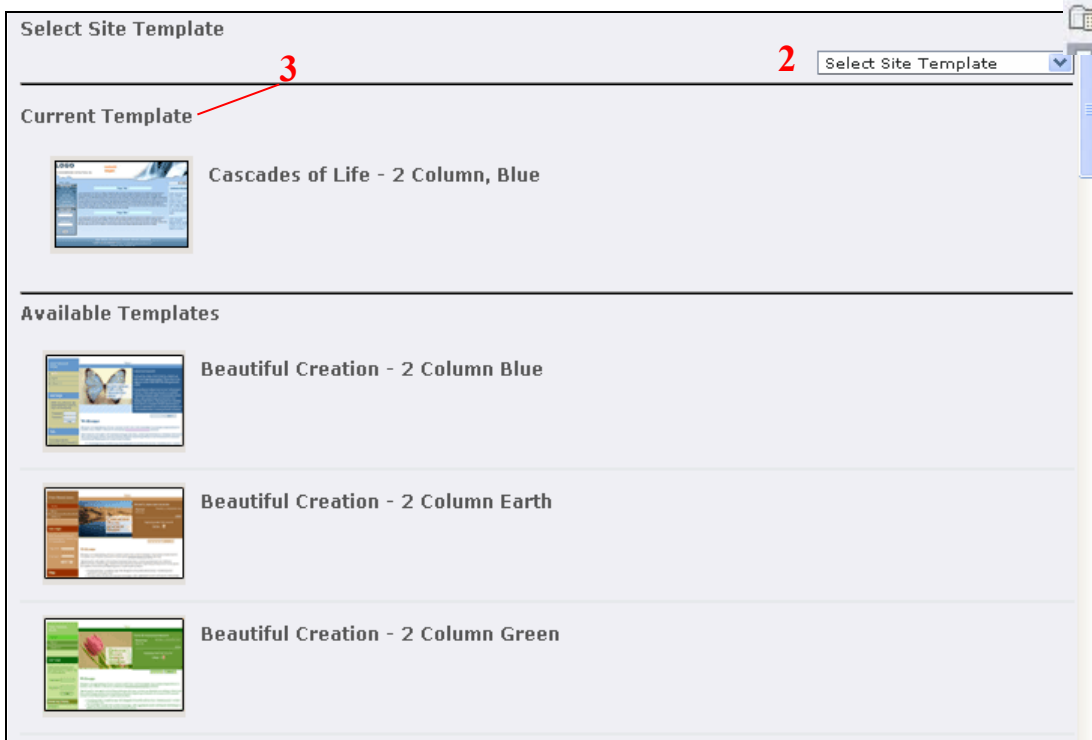 Select Site Template
2 Select Site Template
3
Current Template
LOGO
Cascades of Life - 2 Column, Blue
Available Templates
Beautiful Creation - 2 Column Blue
Beautiful Creation - 2 Column Earth
Beautiful Creation - 2 Column Green